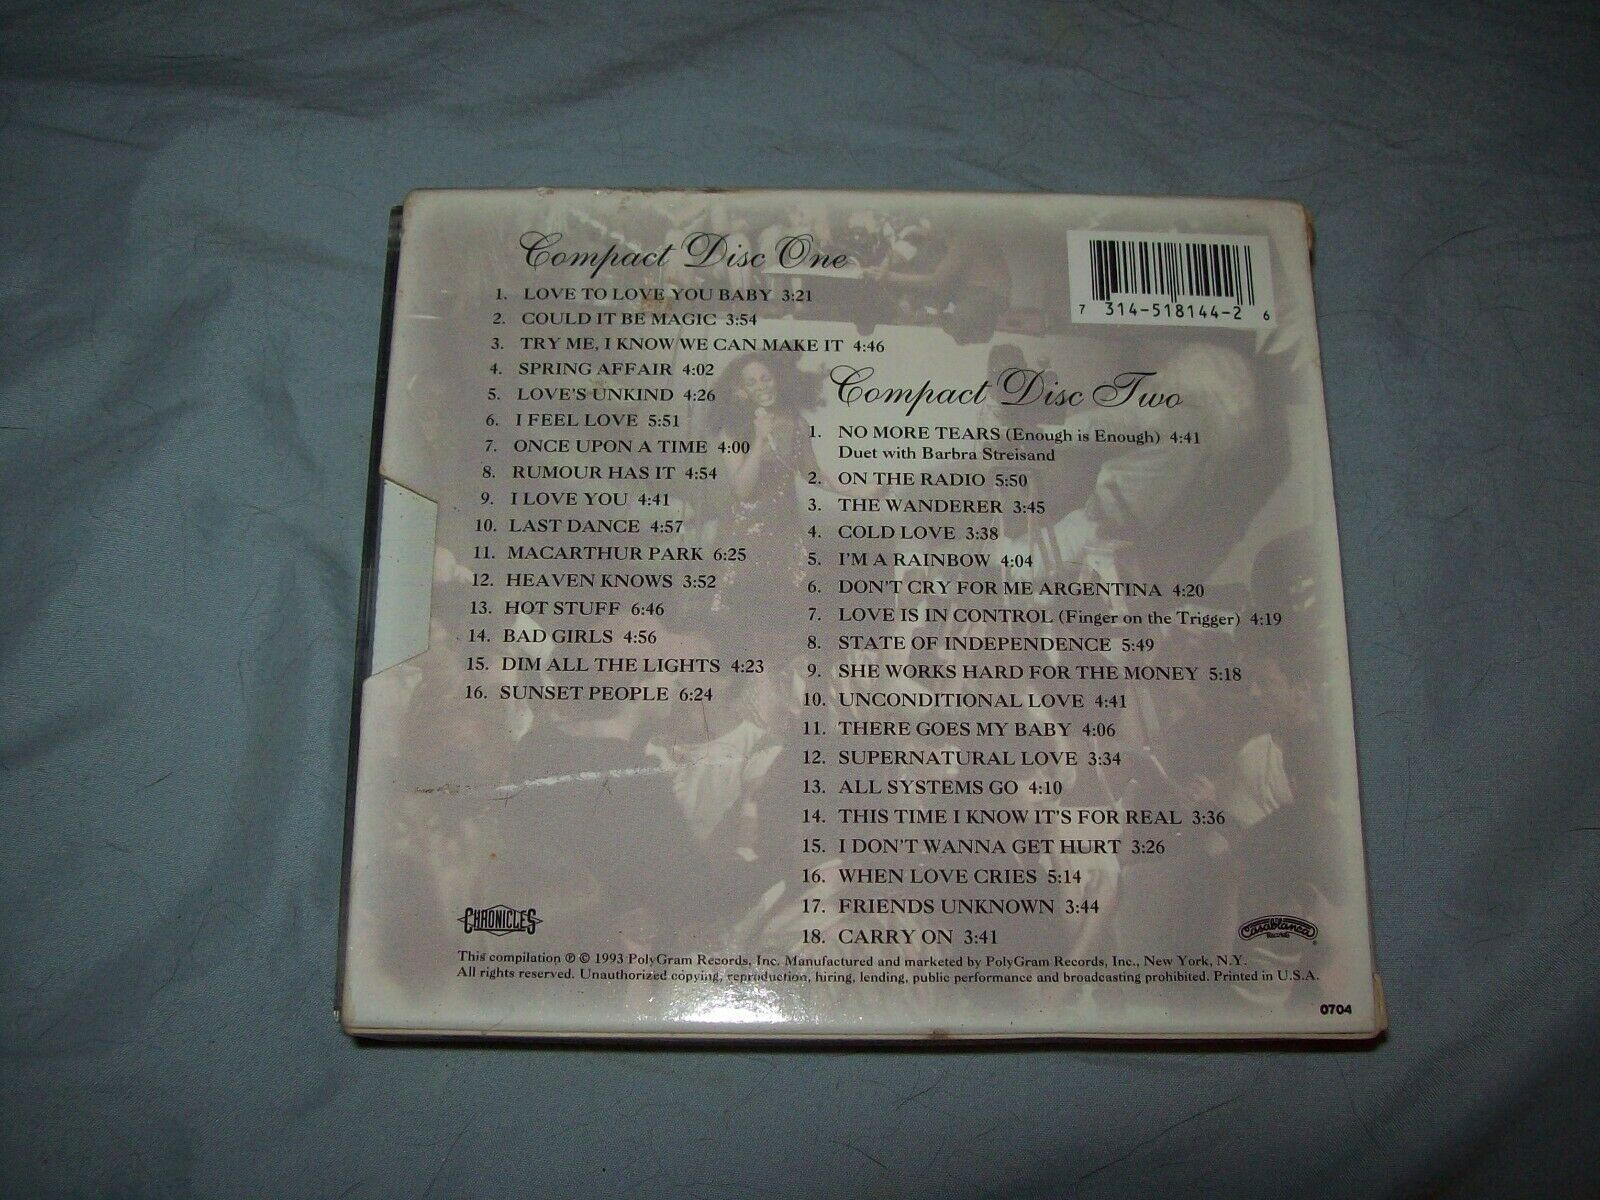 Compact Disc One
1. LOVE TO LOVE YOU BABY 3:21
2. COULD IT BE MAGIC 3:54
3. TRY ME, I KNOW WE CAN MAKE IT 4:46
4. SPRING AFFAIR 4:02
5. LOVE'S UNKIND 4:26
6. I FEEL LOVE 5:51
7. ONCE UPON A TIME 4:00
8. RUMOUR HAS IT 4:54
9. I LOVE YOU 4:41
10. LAST DANCE 4:57
11. MACARTHUR PARK 6:25
12. HEAVEN KNOWS 3:52
13. HOT STUFF 6:46
14. BAD GIRLS 4:56
15. DIM ALL THE LIGHTS 4:23
16. SUNSET PEOPLE 6:24
7 314-518144-2 6
Compact Disc Two
1. NO MORE TEARS (Enough is Enough) 4:41
Duet with Barbra Streisand
2. ON THE RADIO 5:50
3. THE WANDERER 3:45
4. COLD LOVE 3:38
5. I'M A RAINBOW 4:04
6. DON'T CRY FOR ME ARGENTINA 4:20
7. LOVE IS IN CONTROL (Finger on the Trigger) 4:19
8. STATE OF INDEPENDENCE 5:49
9. SHE WORKS HARD FOR THE MONEY 5:18
10. UNCONDITIONAL LOVE 4:41
11. THERE GOES MY BABY 4:06
12. SUPERNATURAL LOVE 3:34
13. ALL SYSTEMS GO 4:10
14. THIS TIME I KNOW IT'S FOR REAL 3:36
15. I DON'T WANNA GET HURT 3:26
16. WHEN LOVE CRIES 5:14
17. FRIENDS UNKNOWN 3:44
18. CARRY ON 3:41
CHRONICLES
Casablanca
Records
®
This compilation ℗ © 1993 PolyGram Records, Inc. Manufactured and marketed by PolyGram Records, Inc., New York, N.Y.
All rights reserved. Unauthorized copying, reproduction, hiring, lending, public performance and broadcasting prohibited. Printed in U.S.A.
0704